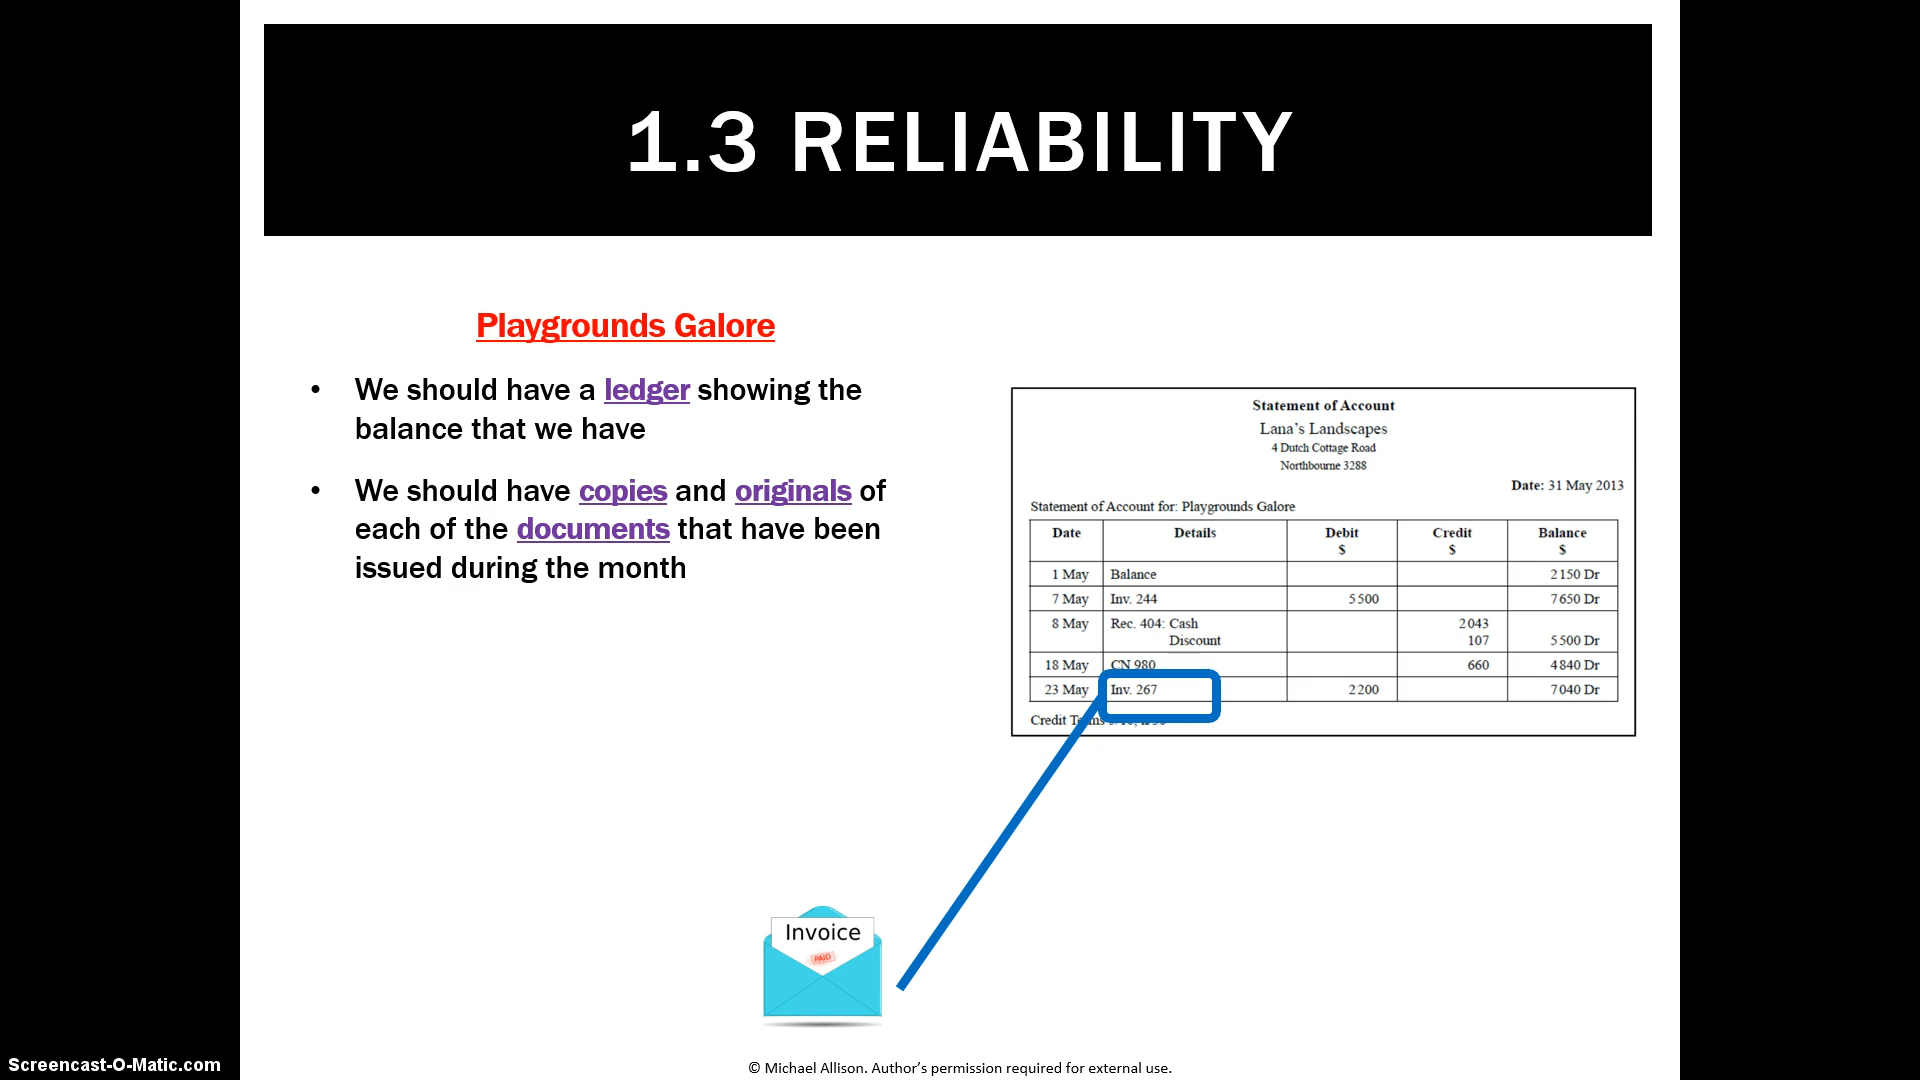 1.3 RELIABILITY
Playgrounds Galore
• We should have a ledger showing the
balance that we have
• We should have copies and originals of
each of the documents that have been
issued during the month
Statement of Account
Lana's Landscapes
4 Dutch Cottage Road
Northbourne 3288
Date: 31 May 2013
Statement of Account for: Playgrounds Galore
Date Details Debit Credit Balance
$ $ $
1 May Balance 2150 Dr
7 May Inv. 244 5500 7650 Dr
8 May Rec. 404: Cash 2043
Discount 107 5500 Dr
18 May CN 980 660 4840 Dr
23 May Inv. 267 2200 7040 Dr
Credit
Invoice
PAID
© Michael Allison. Author's permission required for external use.
Screencast-O-Matic.com